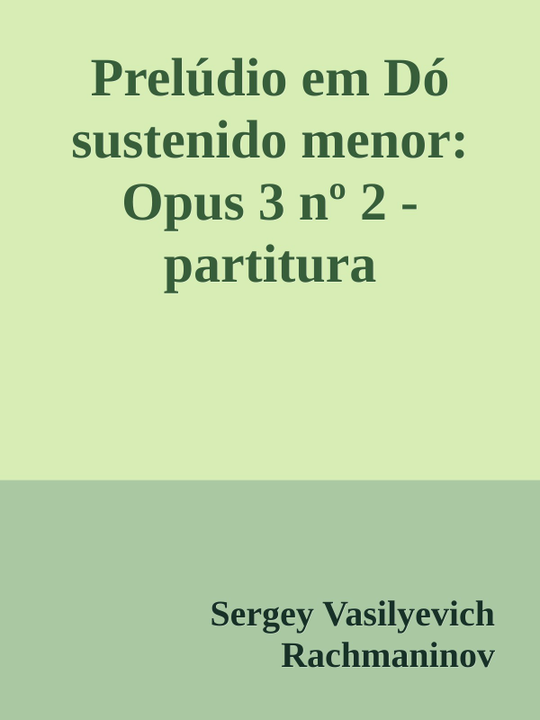 Prelúdio em Dó
sustenido menor:
Opus 3 nº 2 -
partitura
Sergey Vasilyevich
Rachmaninov